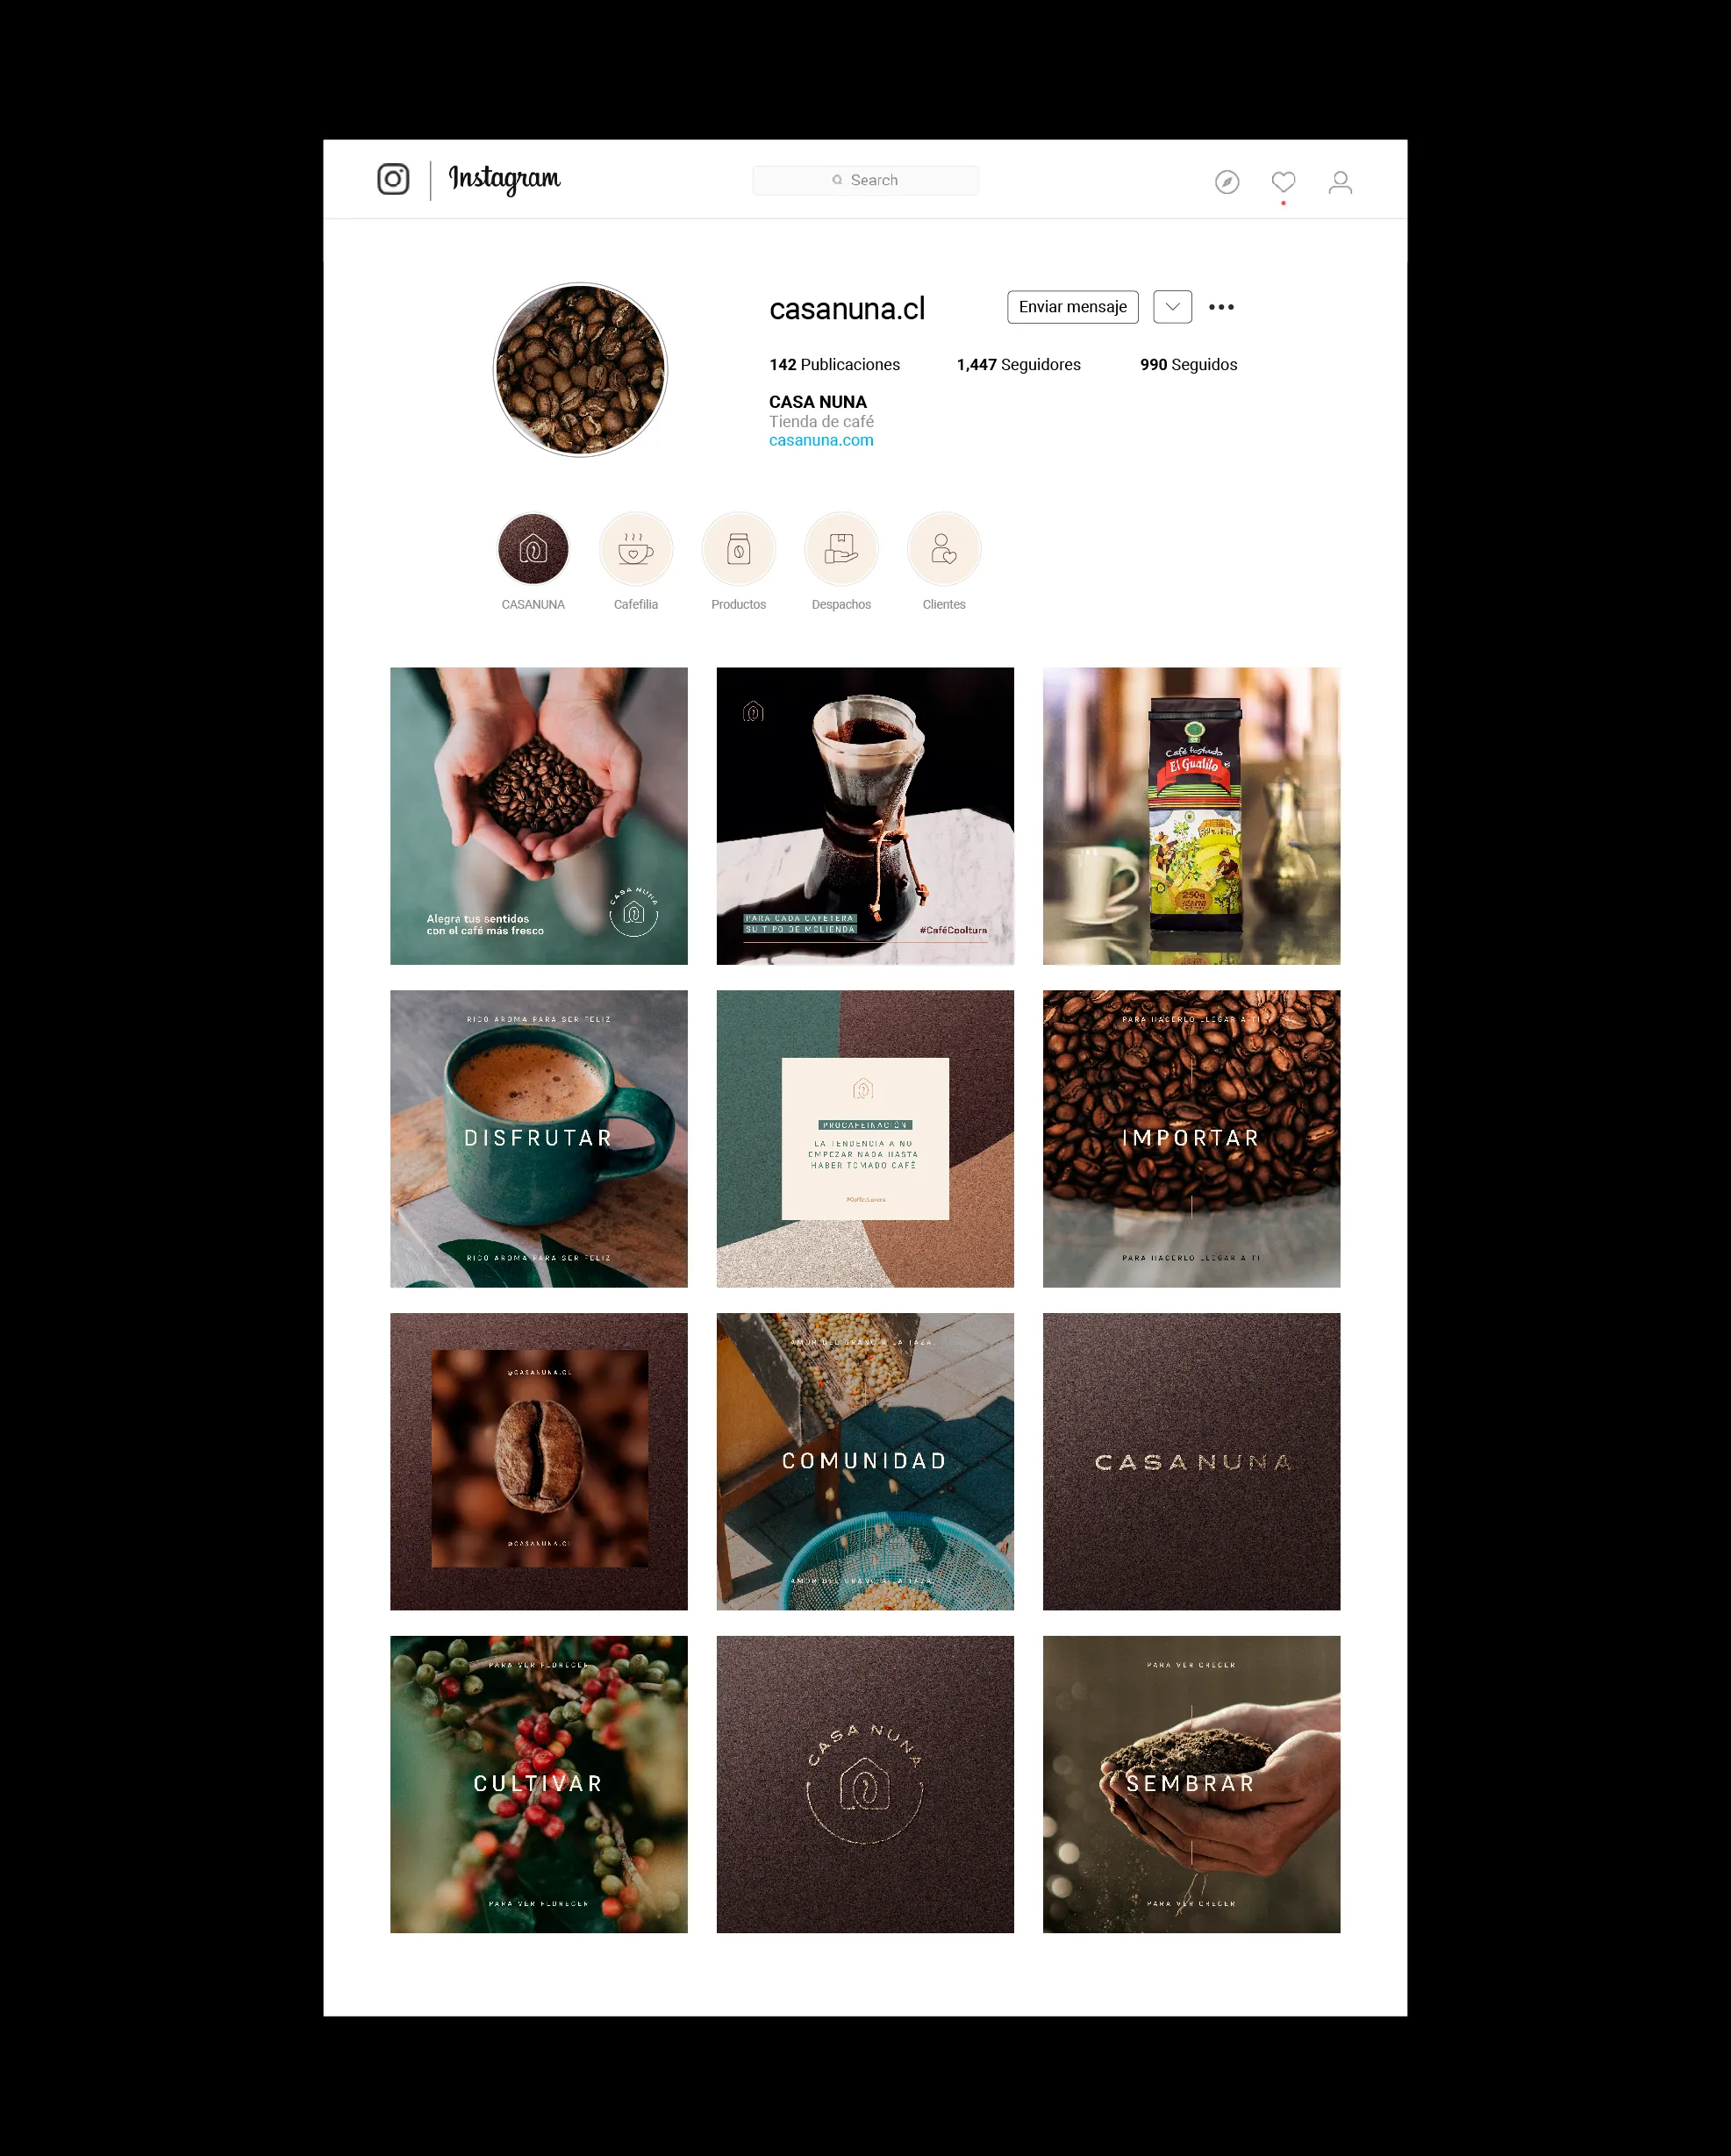 Instagram
Search
casanuna.cl
Enviar mensaje
142 Publicaciones
1,447 Seguidores
990 Seguidos
CASA NUNA
Tienda de café
casanuna.com
CASANUNA
Cafefilia
Productos
Despachos
Clientes
Alegra tus sentidos
con el café más fresco
CASA NUNA
PARA CADA CAFETERA
SU TIPO DE MOLIENDA
#CaféCooltura
Café tostado
El Gualilo
250g
RICO AROMA PARA SER FELIZ
DISFRUTAR
RICO AROMA PARA SER FELIZ
PROCAFEINACIÓN
LA TENDENCIA A NO
EMPEZAR NADA HASTA
HABER TOMADO CAFÉ
#CoffeeLovers
PARA HACERLO LLEGAR A TI
IMPORTAR
PARA HACERLO LLEGAR A TI
@CASANUNA.CL
@CASANUNA.CL
AMOR DEL GRANO A LA TAZA.
COMUNIDAD
AMOR DEL GRANO A LA TAZA.
CASANUNA
PARA VER FLORECER
CULTIVAR
PARA VER FLORECER
CASA NUNA
PARA VER CRECER
SEMBRAR
PARA VER CRECER